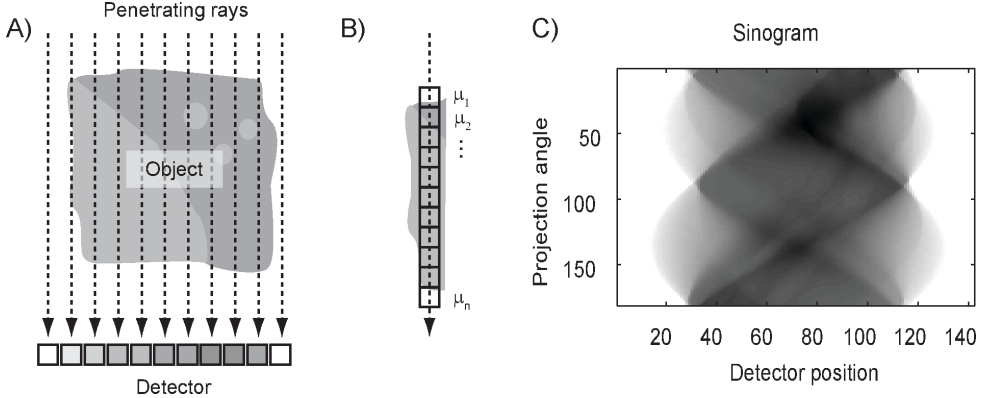 A)
Penetrating rays
Object
Detector
B)
μ1
μ2
⋮
μn
C)
Sinogram
Projection angle
50
100
150
20 40 60 80 100 120 140
Detector position